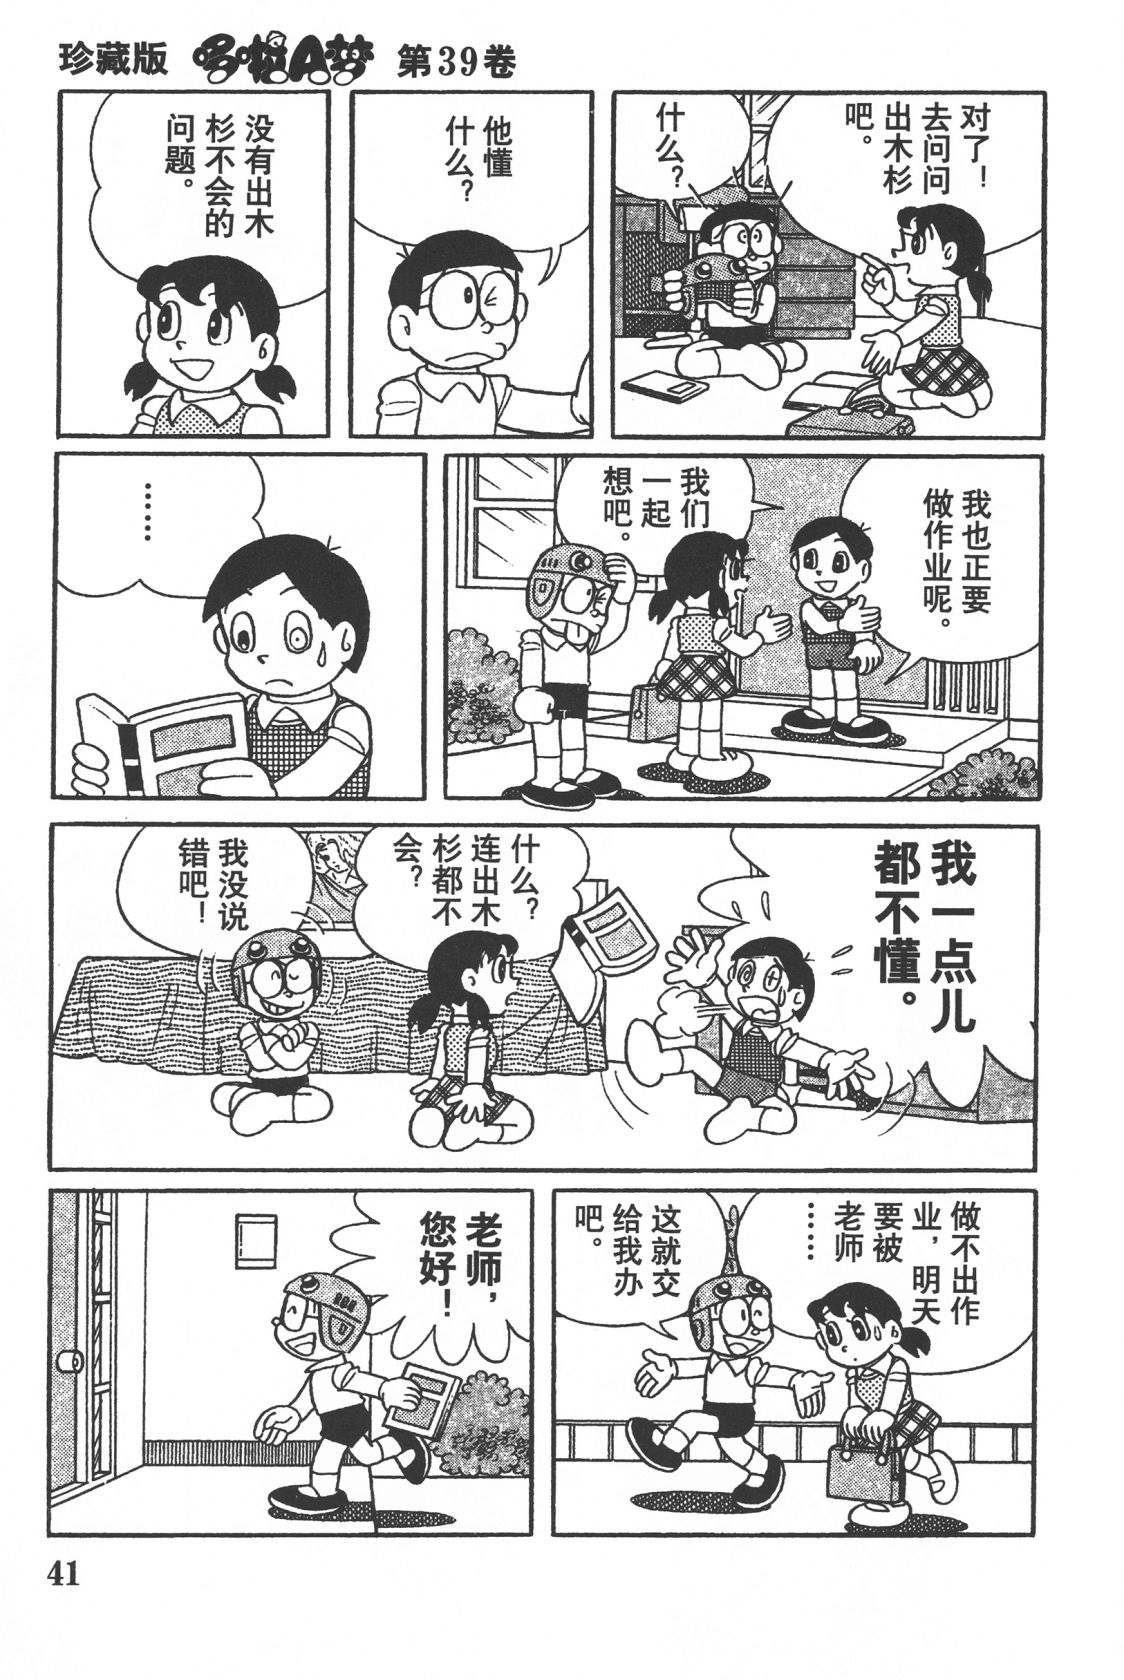 珍藏版 哆啦A梦 第39卷
对了！
去问问
出木杉
吧。
什么？
他懂
什么？
没有出木
杉不会的
问题。
我也正要
做作业呢。
我们
一起
想吧。
……
我一点儿
都不懂。
什么？
连出木
杉都不
会？
我没说
错吧！
做不出作
业，明天
要被
老师
……
这就交
给我办
吧。
老师，
您好！
41